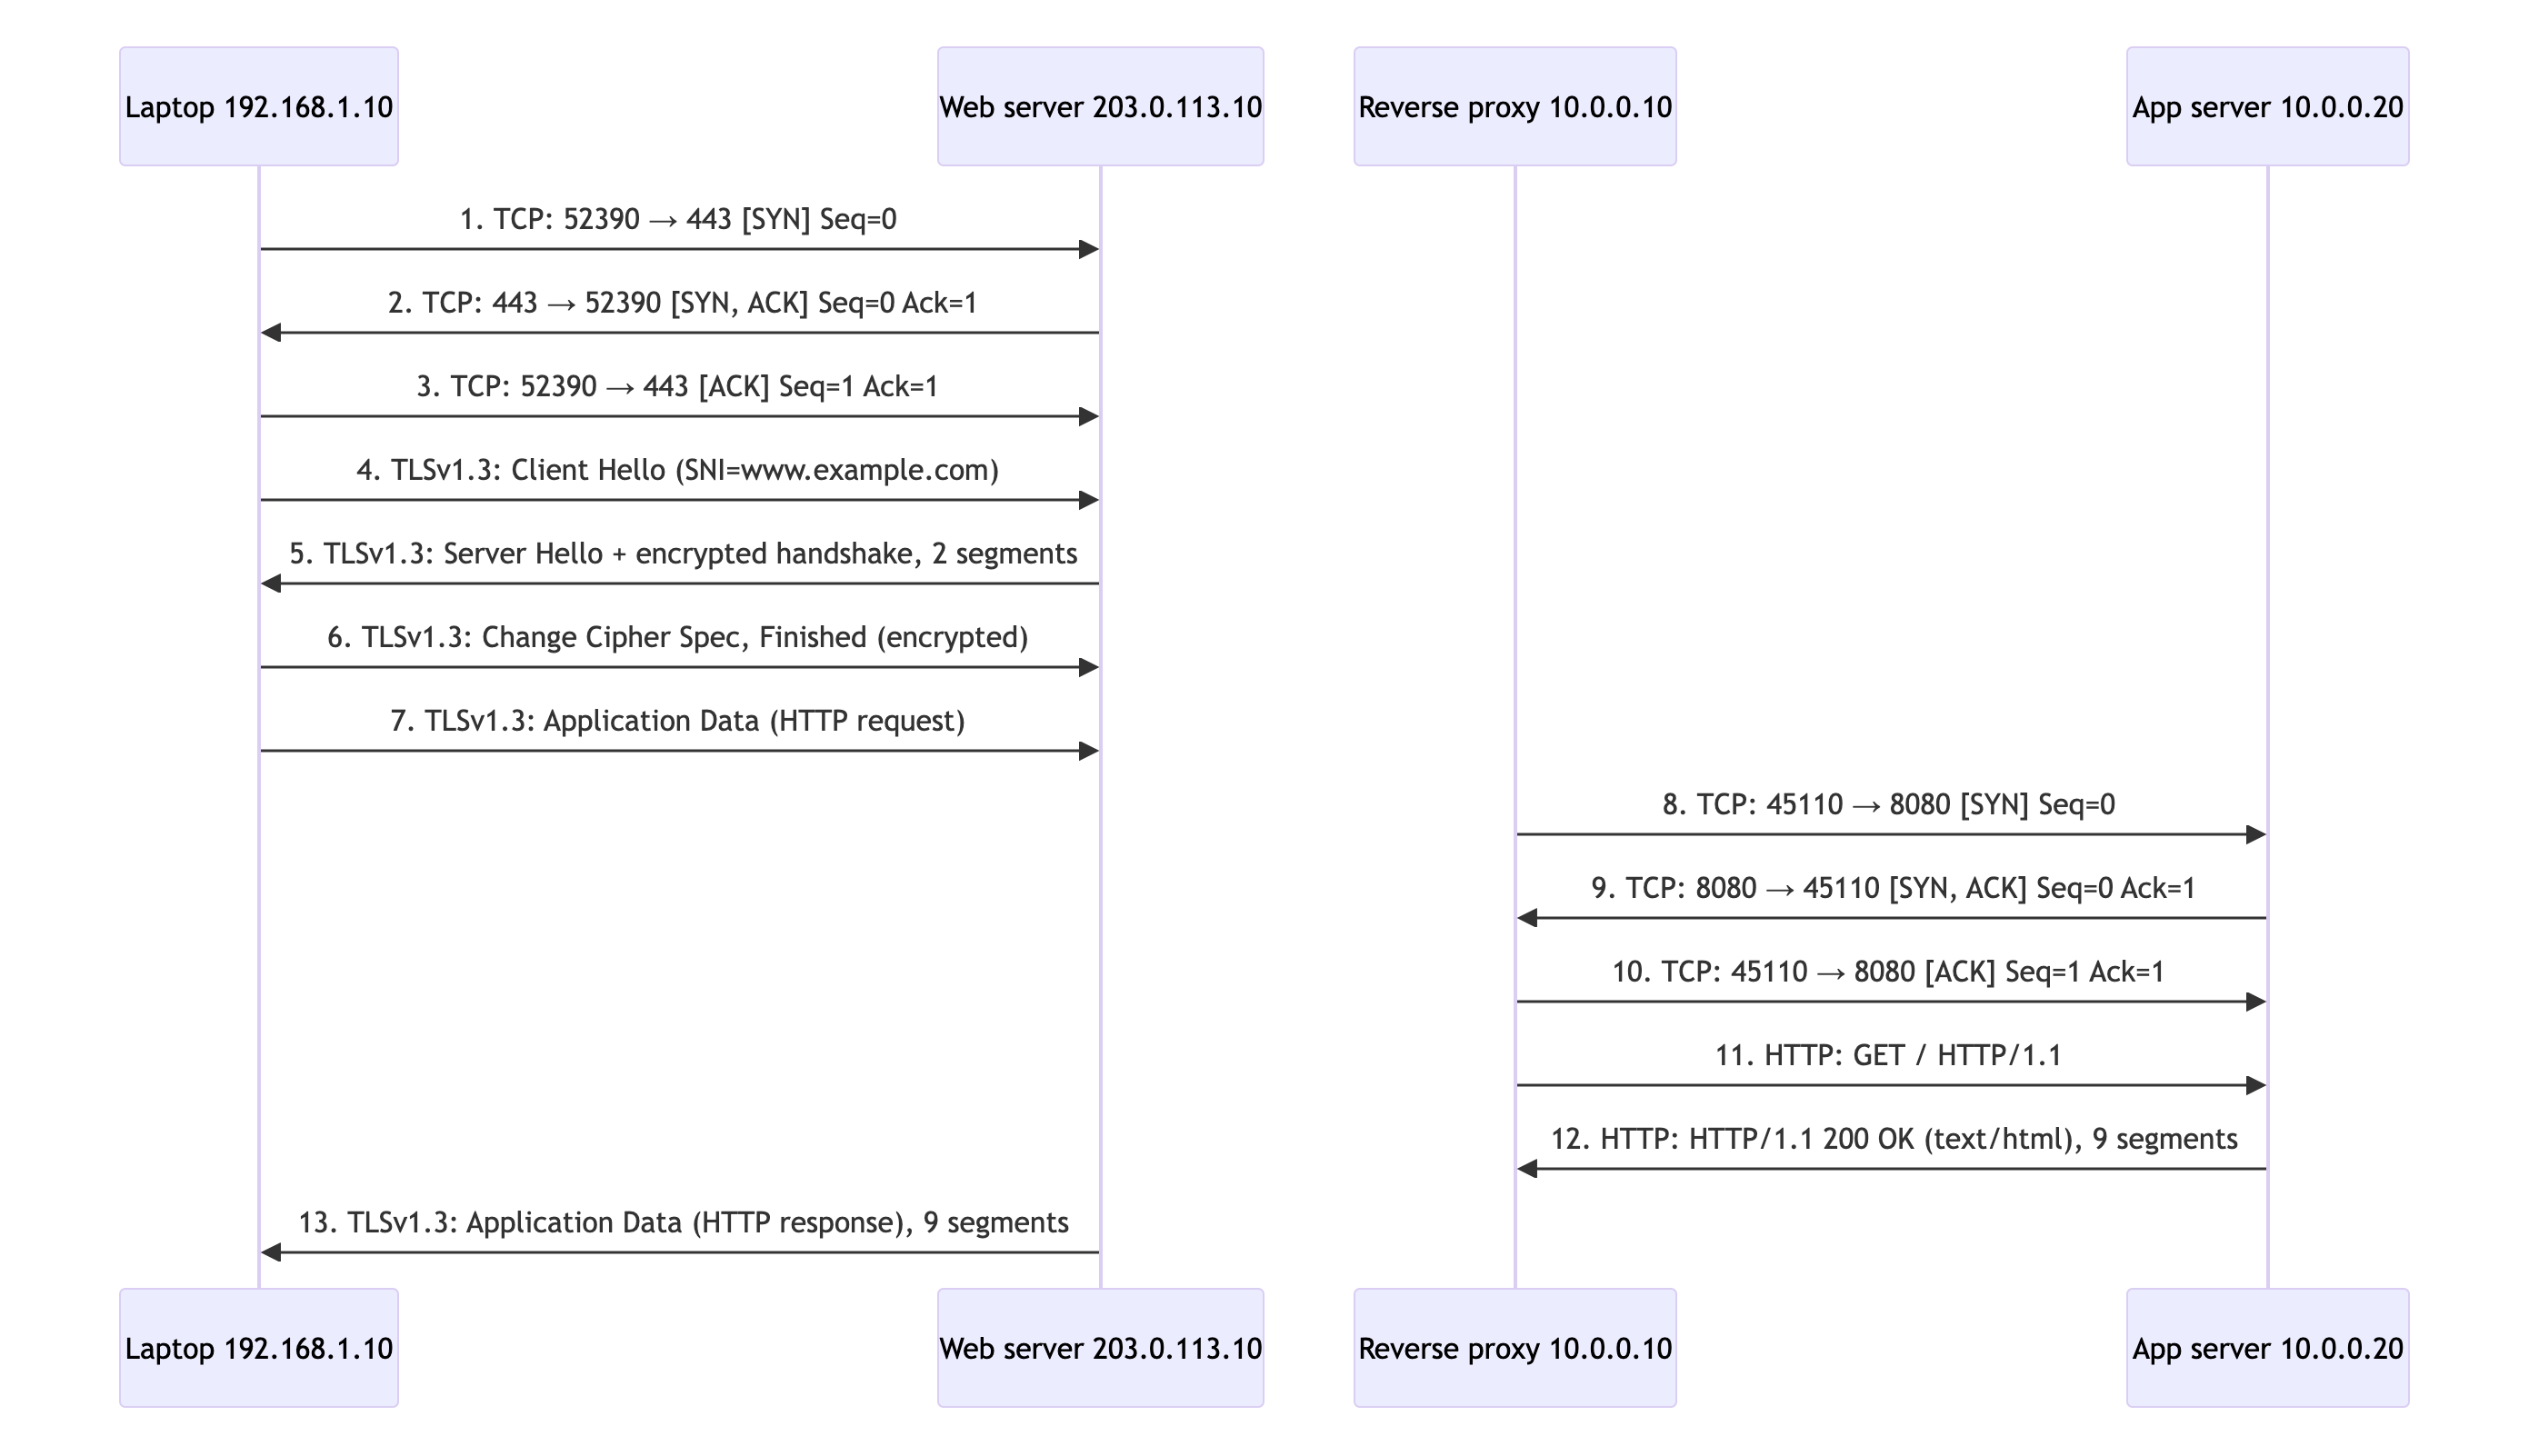 Laptop 192.168.1.10
Web server 203.0.113.10
Reverse proxy 10.0.0.10
App server 10.0.0.20
1. TCP: 52390 → 443 [SYN] Seq=0
2. TCP: 443 → 52390 [SYN, ACK] Seq=0 Ack=1
3. TCP: 52390 → 443 [ACK] Seq=1 Ack=1
4. TLSv1.3: Client Hello (SNI=www.example.com)
5. TLSv1.3: Server Hello + encrypted handshake, 2 segments
6. TLSv1.3: Change Cipher Spec, Finished (encrypted)
7. TLSv1.3: Application Data (HTTP request)
8. TCP: 45110 → 8080 [SYN] Seq=0
9. TCP: 8080 → 45110 [SYN, ACK] Seq=0 Ack=1
10. TCP: 45110 → 8080 [ACK] Seq=1 Ack=1
11. HTTP: GET / HTTP/1.1
12. HTTP: HTTP/1.1 200 OK (text/html), 9 segments
13. TLSv1.3: Application Data (HTTP response), 9 segments
Laptop 192.168.1.10
Web server 203.0.113.10
Reverse proxy 10.0.0.10
App server 10.0.0.20